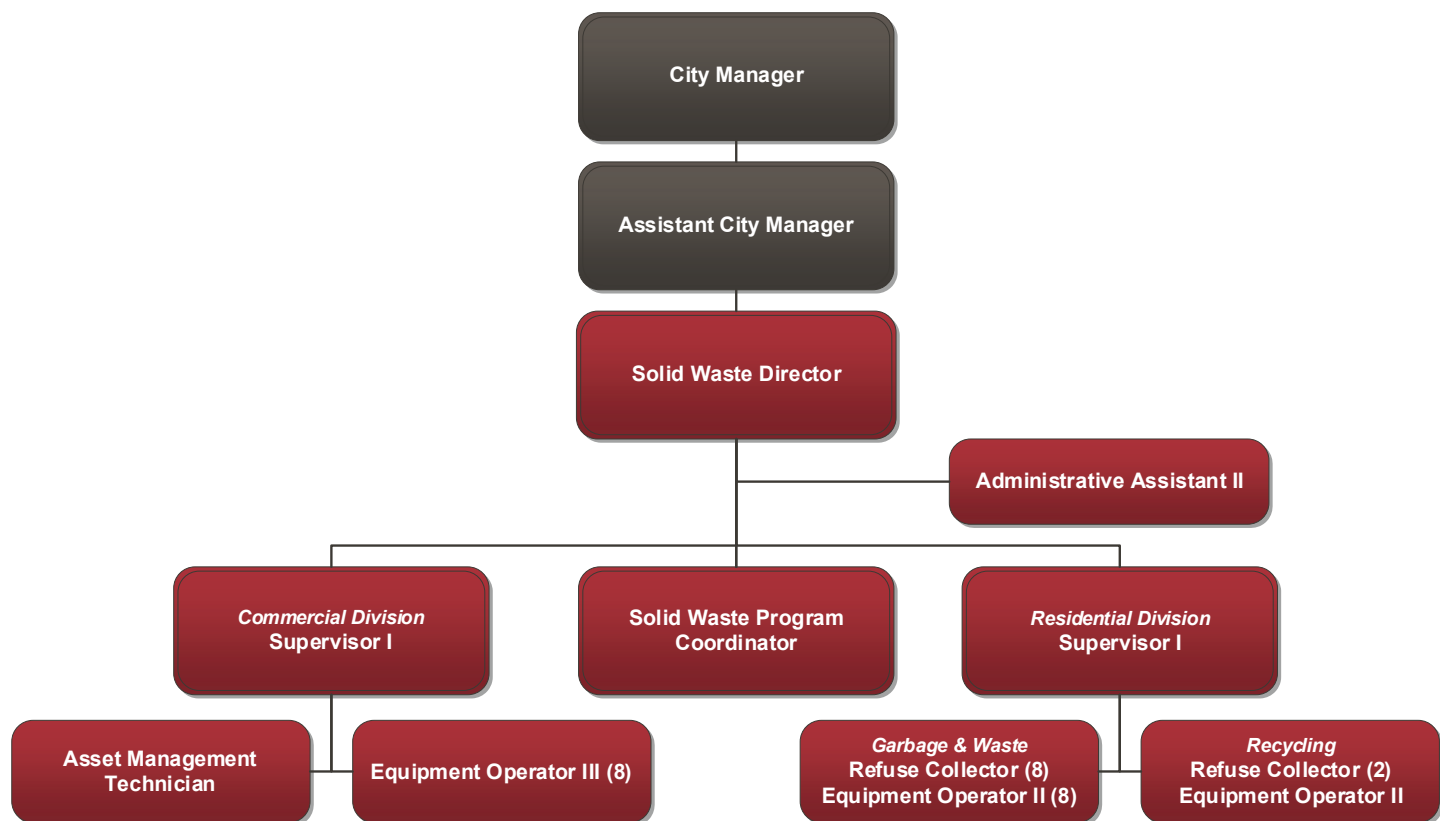 City Manager
Assistant City Manager
Solid Waste Director
Administrative Assistant II
Commercial Division
Supervisor I
Solid Waste Program
Coordinator
Residential Division
Supervisor I
Asset Management
Technician
Equipment Operator III (8)
Garbage & Waste
Refuse Collector (8)
Equipment Operator II (8)
Recycling
Refuse Collector (2)
Equipment Operator II